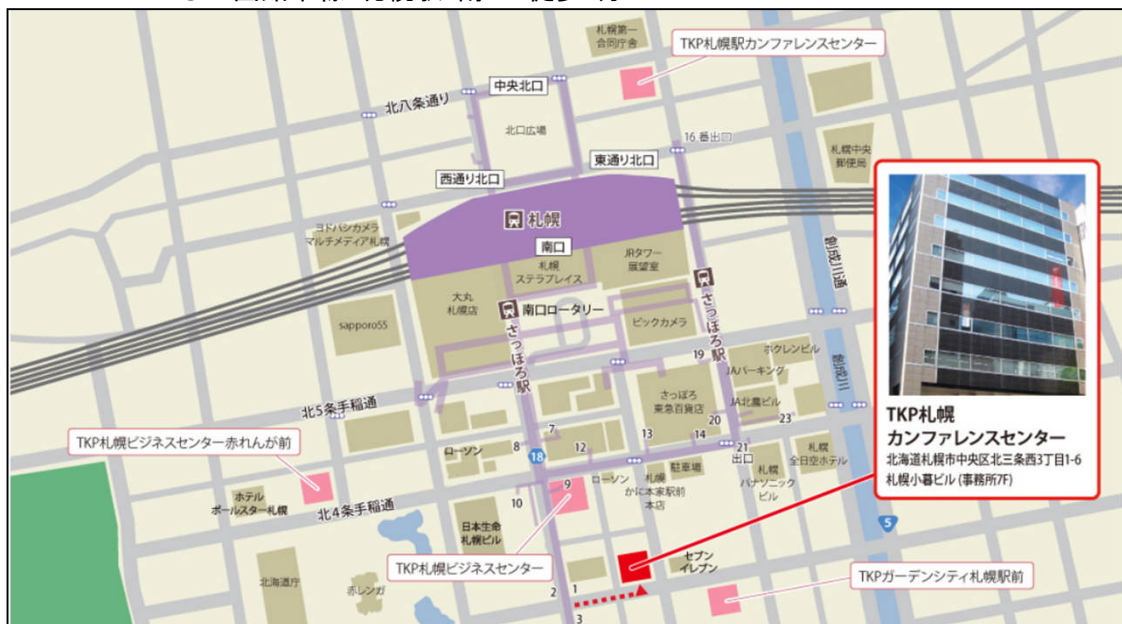 札幌第一
合同庁舎
TKP札幌駅カンファレンスセンター
中央北口
北八条通り
北口広場
16番出口
東通り北口
札幌中央
郵便局
西通り北口
ヨドバシカメラ
マルチメディア札幌
札幌
南口
札幌
ステラプレイス
JRタワー
展望室
創成川通
大丸
札幌店
南口ロータリー
さっぽろ駅
さっぽろ駅
ビックカメラ
sapporo55
創成川
19
ホクレンビル
JAパーキング
さっぽろ
東急百貨店
JA北農ビル
20
23
北5条手稲通
TKP札幌ビジネスセンター赤れんが前
ローソン
8
7
12
13
14
21
出口
札幌
全日空ホテル
18
駐車場
札幌
パナソニック
ビル
ローソン
札幌
かに本家駅前
本店
9
10
ホテル
ポールスター札幌
北4条手稲通
日本生命
札幌ビル
5
TKP札幌ビジネスセンター
セブン
イレブン
TKPガーデンシティ札幌駅前
北海道庁
赤レンガ
2
1
3
TKP札幌
カンファレンスセンター
北海道札幌市中央区北三条西3丁目1-6
札幌小暮ビル (事務所7F)